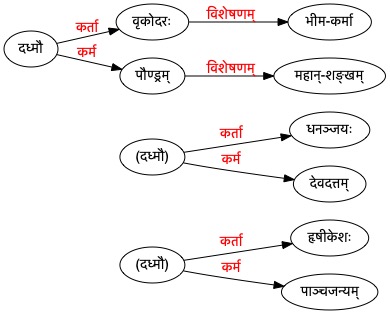 दध्मौ
कर्ता
वृकोदरः
विशेषणम्
भीम-कर्मा
कर्म
पौण्ड्रम्
विशेषणम्
महान्-शङ्खम्
(दध्मौ)
कर्ता
धनञ्जयः
कर्म
देवदत्तम्
(दध्मौ)
कर्ता
हृषीकेशः
कर्म
पाञ्चजन्यम्